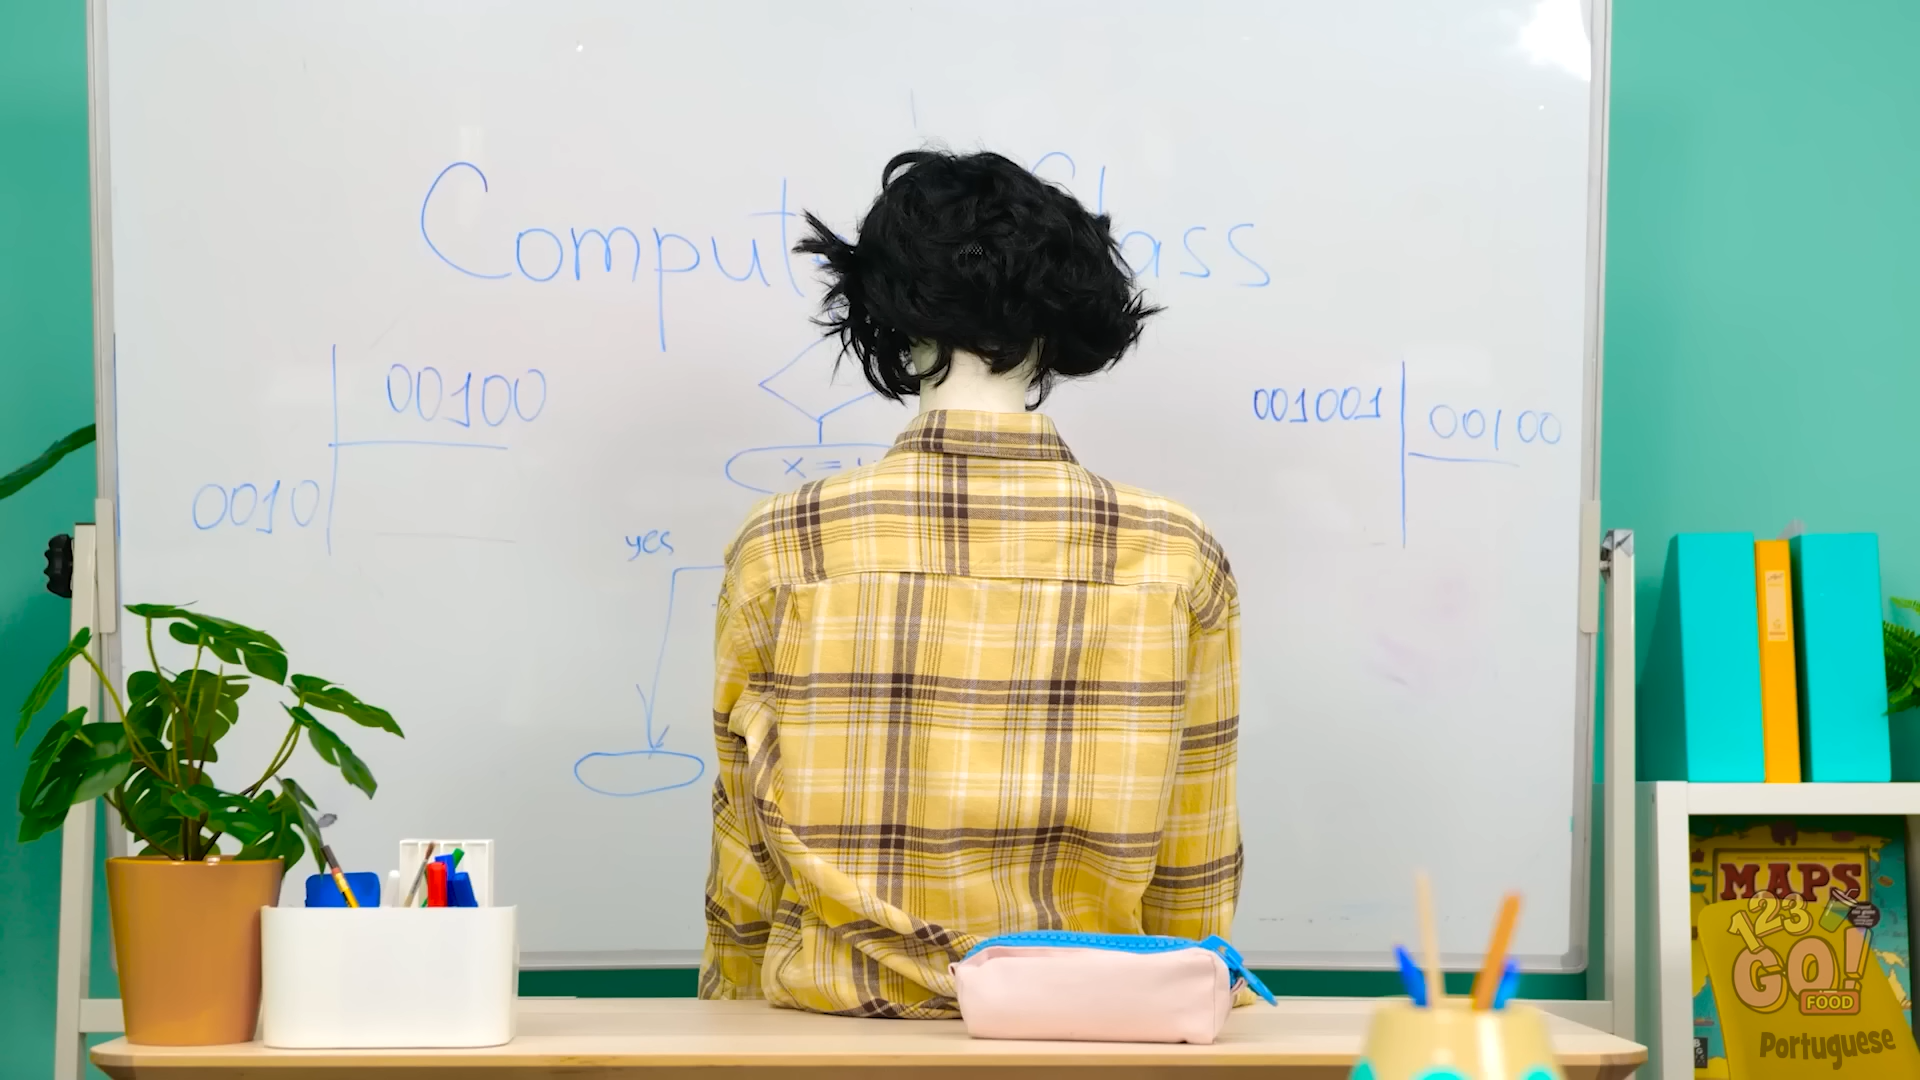 Comput lass
00100
001001 00100
x =
0010
yes
MAPS
123
GO!
FOOD
Portuguese